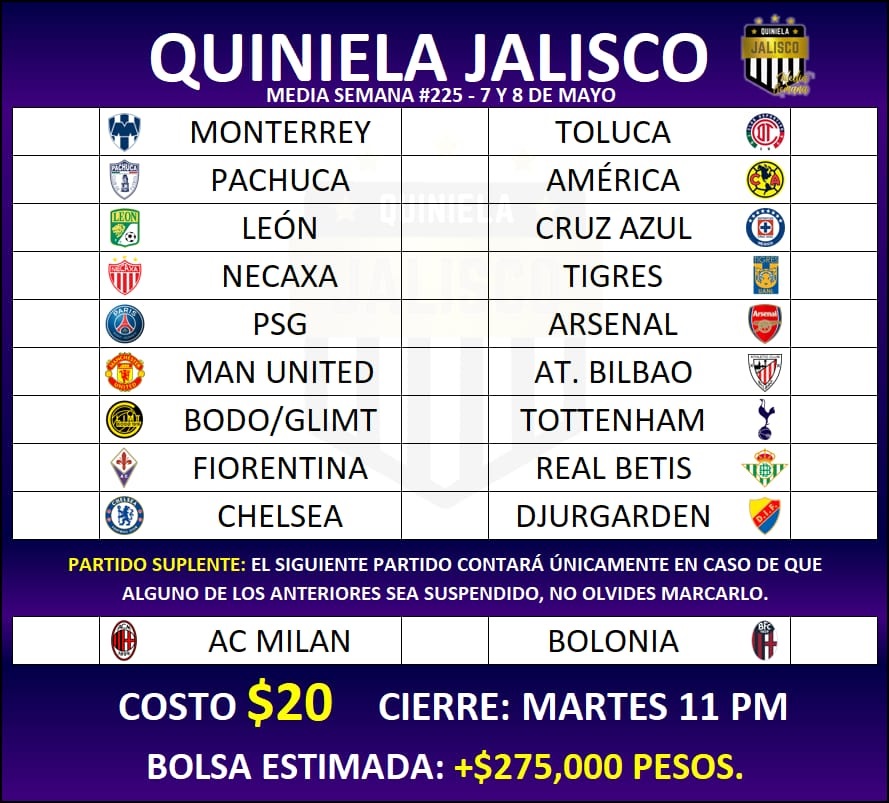 QUINIELA JALISCO
QUINIELA
JALISCO
Media
Semana
MEDIA SEMANA #225 - 7 Y 8 DE MAYO
MONTERREY TOLUCA
PACHUCA AMÉRICA
LEÓN CRUZ AZUL
NECAXA TIGRES
PSG ARSENAL
MAN UNITED AT. BILBAO
BODO/GLIMT TOTTENHAM
FIORENTINA REAL BETIS
CHELSEA DJURGARDEN
QUINIELA
JALISCO
PARTIDO SUPLENTE: EL SIGUIENTE PARTIDO CONTARÁ ÚNICAMENTE EN CASO DE QUE
ALGUNO DE LOS ANTERIORES SEA SUSPENDIDO, NO OLVIDES MARCARLO.
AC MILAN BOLONIA
COSTO $20 CIERRE: MARTES 11 PM
BOLSA ESTIMADA: +$275,000 PESOS.